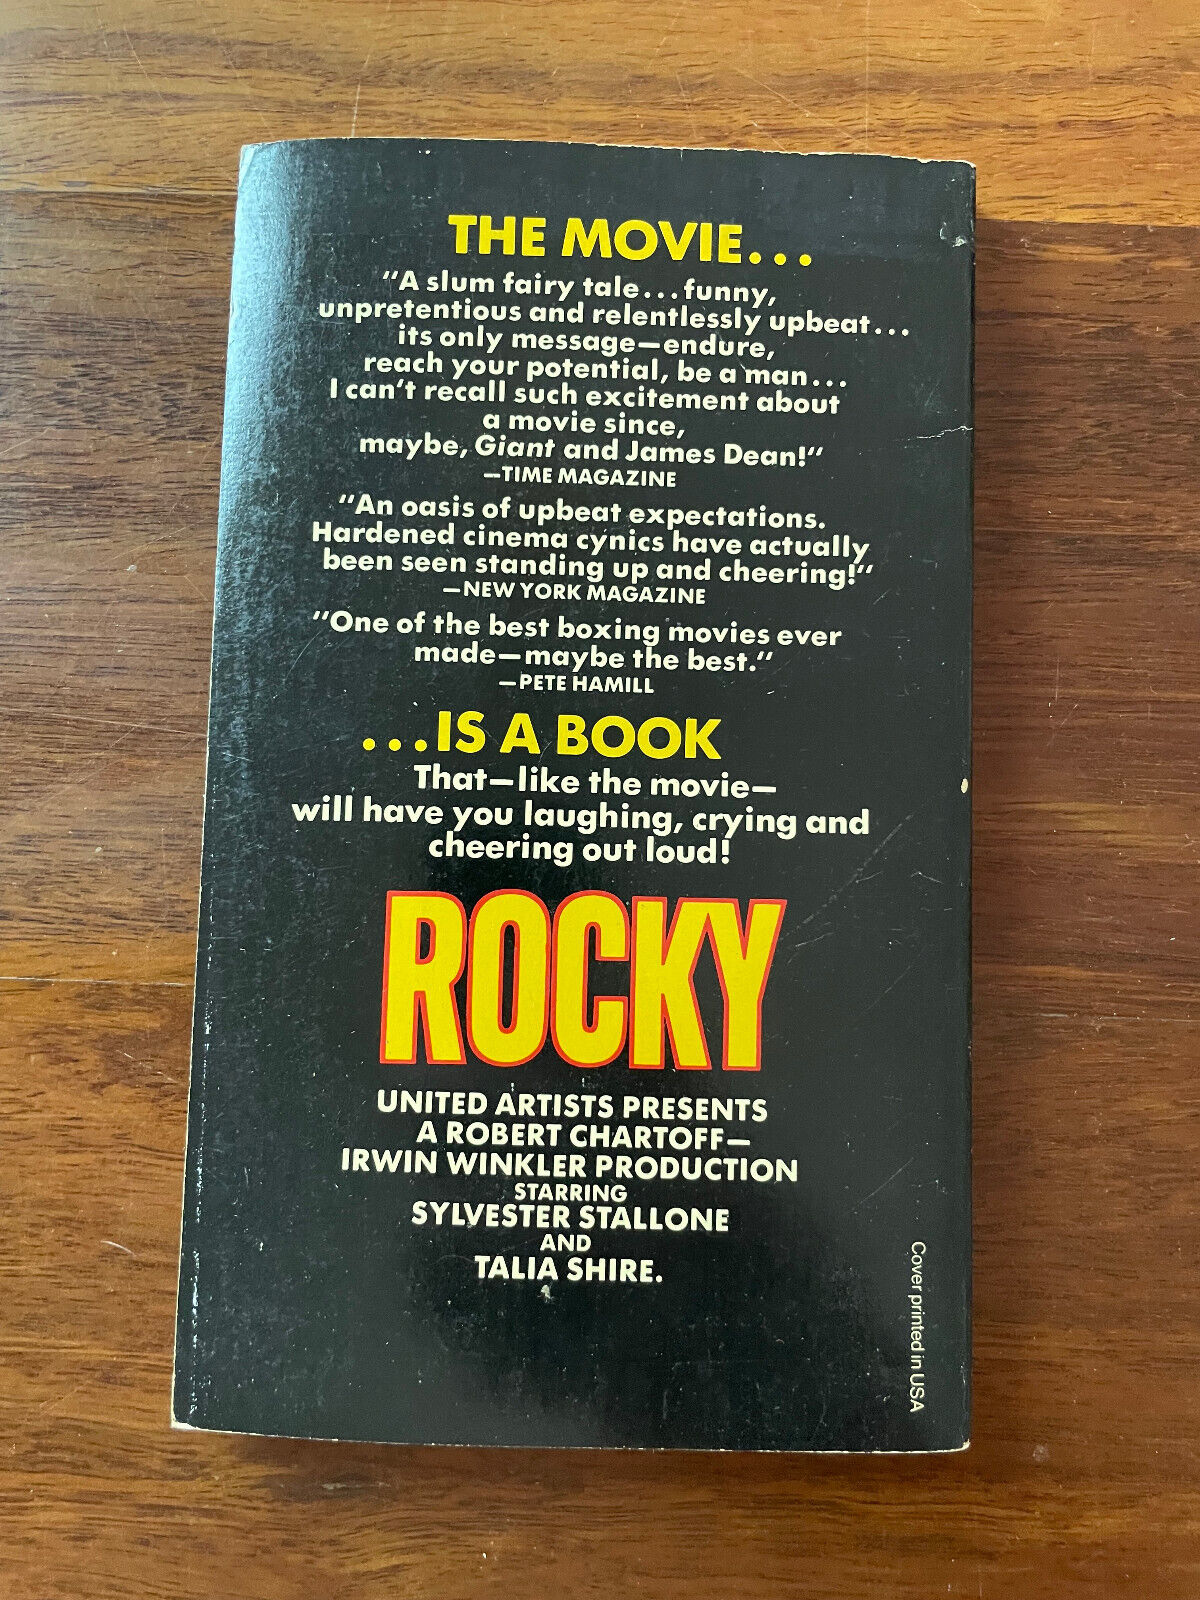 THE MOVIE...
"A slum fairy tale...funny,
unpretentious and relentlessly upbeat...
its only message—endure,
reach your potential, be a man...
I can't recall such excitement about
a movie since,
maybe, Giant and James Dean!"
—TIME MAGAZINE
"An oasis of upbeat expectations.
Hardened cinema cynics have actually
been seen standing up and cheering!"
—NEW YORK MAGAZINE
"One of the best boxing movies ever
made—maybe the best."
—PETE HAMILL
...IS A BOOK
That—like the movie—
will have you laughing, crying and
cheering out loud!
ROCKY
UNITED ARTISTS PRESENTS
A ROBERT CHARTOFF—
IRWIN WINKLER PRODUCTION
STARRING
SYLVESTER STALLONE
AND
TALIA SHIRE.
Cover printed in USA